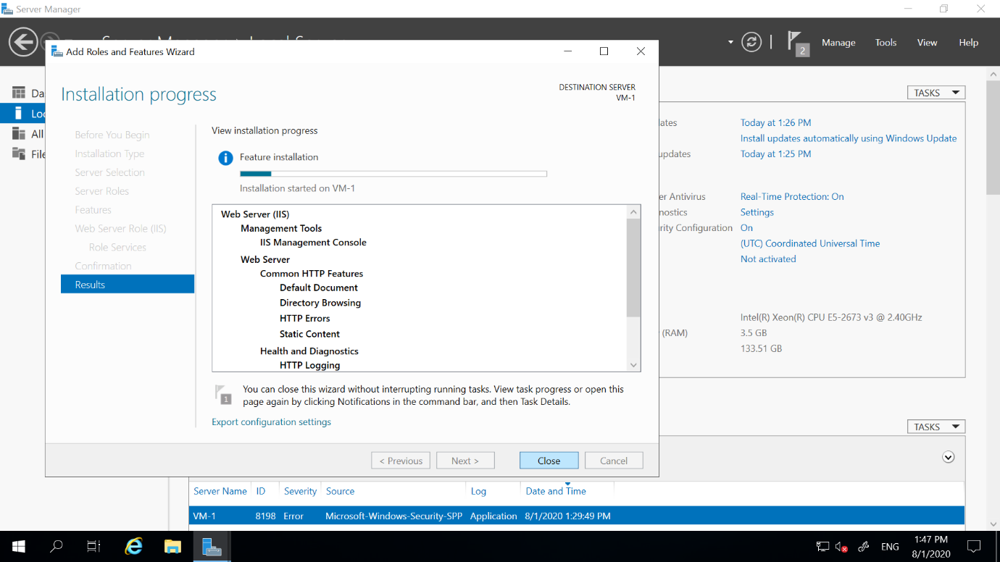 Server Manager
2
Manage
Tools
View
Help
Add Roles and Features Wizard
Installation progress
DESTINATION SERVER
VM-1
Before You Begin
Installation Type
Server Selection
Server Roles
Features
Web Server Role (IIS)
Role Services
Confirmation
Results
View installation progress
Feature installation
Installation started on VM-1
Web Server (IIS)
Management Tools
IIS Management Console
Web Server
Common HTTP Features
Default Document
Directory Browsing
HTTP Errors
Static Content
Health and Diagnostics
HTTP Logging
1
You can close this wizard without interrupting running tasks. View task progress or open this
page again by clicking Notifications in the command bar, and then Task Details.
Export configuration settings
< Previous
Next >
Close
Cancel
Da
Loc
All
File
TASKS
lates Today at 1:26 PM
Install updates automatically using Windows Update
updates Today at 1:25 PM
er Antivirus Real-Time Protection: On
nostics Settings
rity Configuration On
(UTC) Coordinated Universal Time
Not activated
Intel(R) Xeon(R) CPU E5-2673 v3 @ 2.40GHz
(RAM) 3.5 GB
133.51 GB
TASKS
Server Name ID Severity Source Log Date and Time
VM-1 8198 Error Microsoft-Windows-Security-SPP Application 8/1/2020 1:29:49 PM
ENG
1:47 PM
8/1/2020